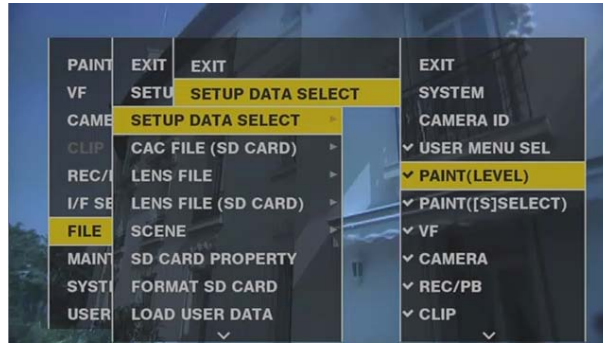 PAINT
VF
CAME
CLIP
REC/
I/F SE
FILE
MAINT
SYST
USER
EXIT
SETU
SETUP DATA SELECT
CAC FILE (SD CARD)
LENS FILE
LENS FILE (SD CARD)
SCENE
SD CARD PROPERTY
FORMAT SD CARD
LOAD USER DATA
EXIT
SETUP DATA SELECT
EXIT
SYSTEM
CAMERA ID
USER MENU SEL
PAINT(LEVEL)
PAINT([S]SELECT)
VF
CAMERA
REC/PB
CLIP